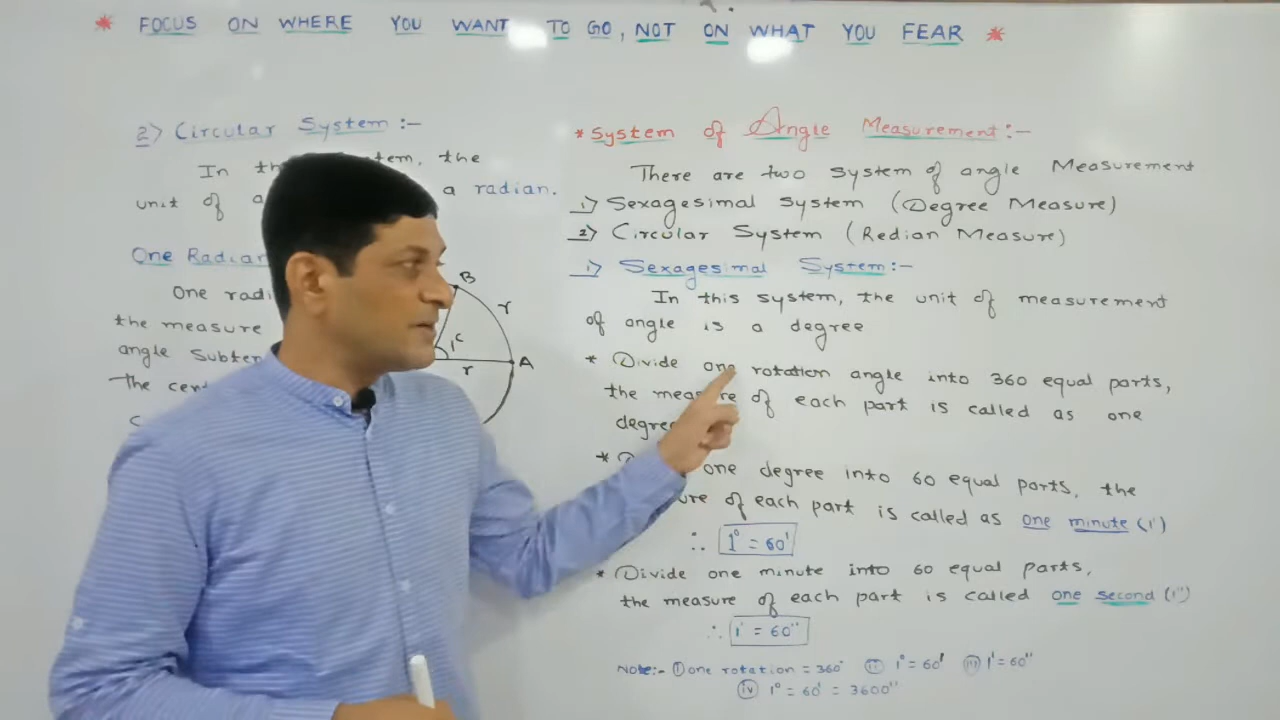 * FOCUS ON WHERE YOU WANT TO GO, NOT ON WHAT YOU FEAR *
2) Circular System :-
In th tem, the
unit of a a radian.
One Radian
One radi
the measure
angle Subten
The cen
B
r
1ᶜ
r
A
* System of Angle Measurement :-
There are two system of angle Measurement
1) Sexagesimal system (Degree Measure)
2) Circular System (Redian Measure)
1) Sexagesimal System :-
In this system, the unit of measurement
of angle is a degree
* Divide one rotation angle into 360 equal parts,
the measure of each part is called as one
degree
* D one degree into 60 equal parts, the
ure of each part is called as one minute (1')
∴ 1° = 60'
* Divide one minute into 60 equal parts,
the measure of each part is called one second (1")
∴ 1' = 60"
Note:- (i) one rotation = 360° (ii) 1° = 60' (iii) 1' = 60"
(iv) 1° = 60' = 3600"